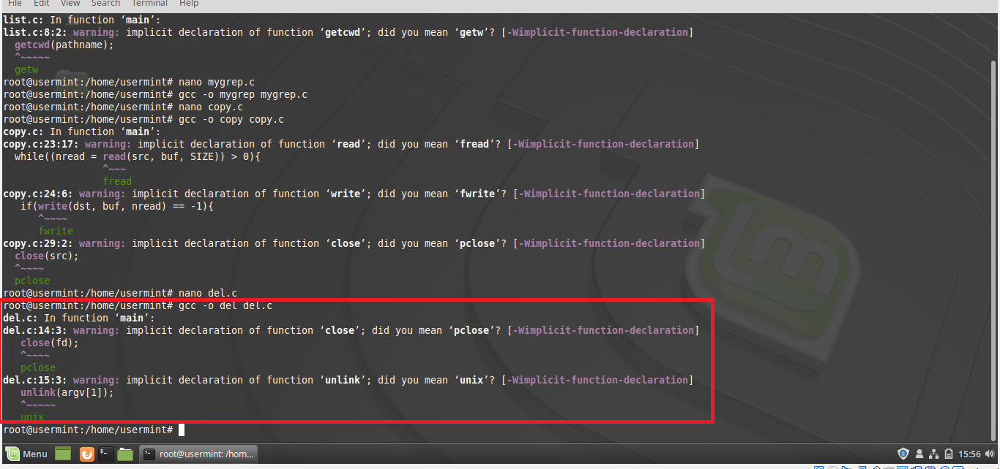 File Edit View Search Terminal Help
list.c: In function ‘main’:
list.c:8:2: warning: implicit declaration of function ‘getcwd’; did you mean ‘getw’? [-Wimplicit-function-declaration]
getcwd(pathname);
^~~~~~
getw
root@usermint:/home/usermint# nano mygrep.c
root@usermint:/home/usermint# gcc -o mygrep mygrep.c
root@usermint:/home/usermint# nano copy.c
root@usermint:/home/usermint# gcc -o copy copy.c
copy.c: In function ‘main’:
copy.c:23:17: warning: implicit declaration of function ‘read’; did you mean ‘fread’? [-Wimplicit-function-declaration]
while((nread = read(src, buf, SIZE)) > 0){
^~~~
fread
copy.c:24:6: warning: implicit declaration of function ‘write’; did you mean ‘fwrite’? [-Wimplicit-function-declaration]
if(write(dst, buf, nread) == -1){
^~~~~
fwrite
copy.c:29:2: warning: implicit declaration of function ‘close’; did you mean ‘pclose’? [-Wimplicit-function-declaration]
close(src);
^~~~~
pclose
root@usermint:/home/usermint# nano del.c
root@usermint:/home/usermint# gcc -o del del.c
del.c: In function ‘main’:
del.c:14:3: warning: implicit declaration of function ‘close’; did you mean ‘pclose’? [-Wimplicit-function-declaration]
close(fd);
^~~~~
pclose
del.c:15:3: warning: implicit declaration of function ‘unlink’; did you mean ‘unix’? [-Wimplicit-function-declaration]
unlink(argv[1]);
^~~~~~
unix
root@usermint:/home/usermint#
Menu
root@usermint: /hom...
15:56